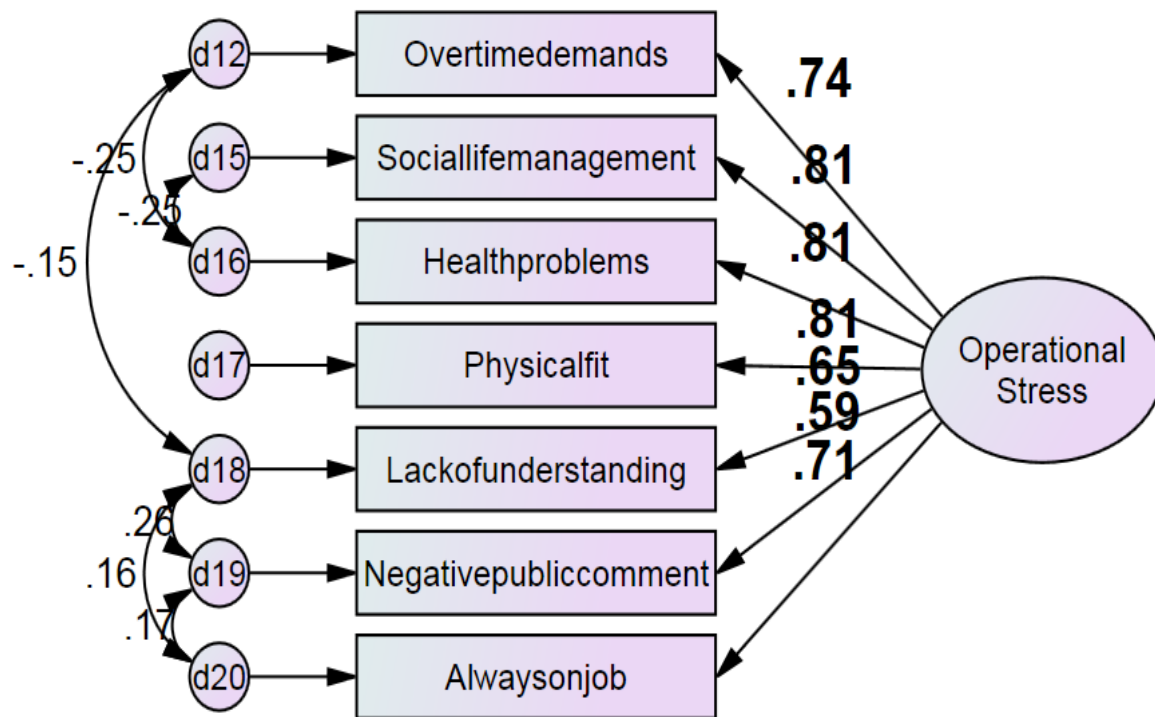 d12
Overtimedemands
.74
-.25
d15
Sociallifemanagement
.81
-.25
d16
Healthproblems
.81
-.15
d17
Physicalfit
.81
.65
Operational
Stress
.59
d18
Lackofunderstanding
.71
.26
.16
d19
Negativepubliccomment
.17
d20
Alwaysonjob